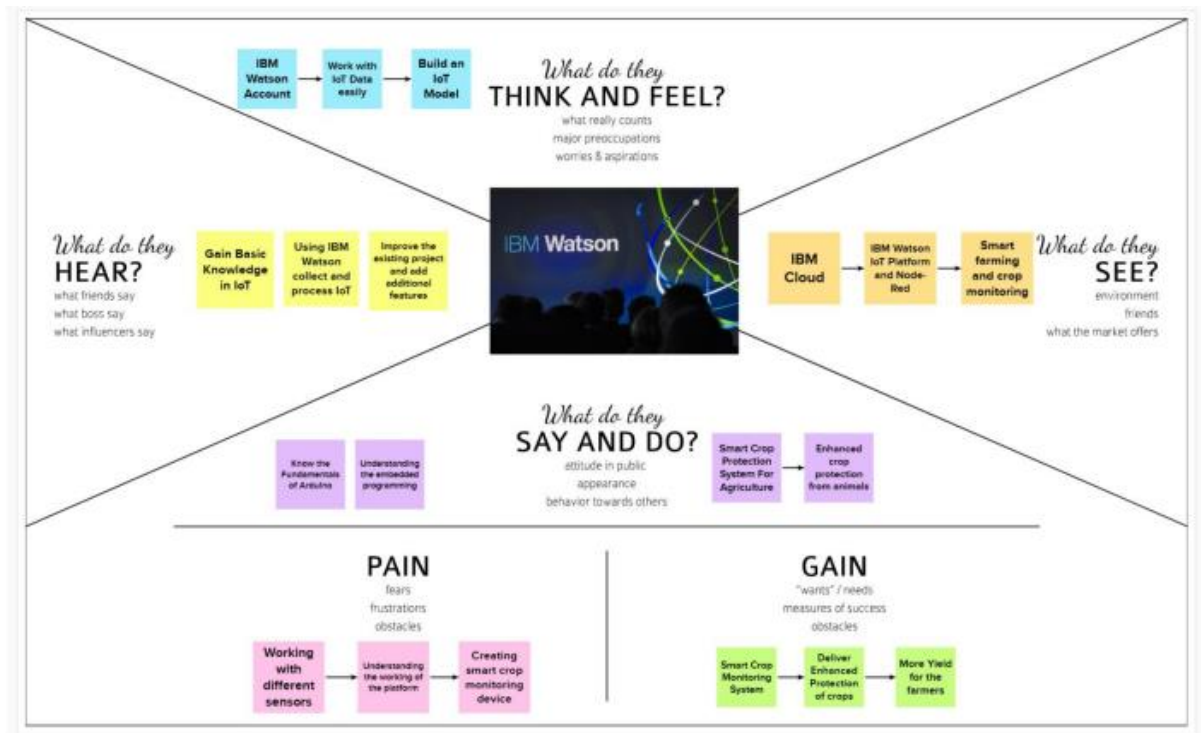 IBM
Watson
Account
Work with
IoT Data
easily
Build an
IoT
Model
What do they
THINK AND FEEL?
what really counts
major preoccupations
worries & aspirations
What do they
HEAR?
what friends say
what boss say
what influencers say
Gain Basic
Knowledge
in IoT
Using IBM
Watson
collect and
process IoT
Improve the
existing project
and add
additional
features
IBM Watson
IBM
Cloud
IBM Watson
IoT Platform
and Node-
Red
Smart
farming
and crop
monitoring
What do they
SEE?
environment
friends
what the market offers
What do they
SAY AND DO?
attitude in public
appearance
behavior towards others
Know the
Fundamentals
of Arduino
Understanding
the embedded
programming
Smart Crop
Protection
System For
Agriculture
Enhanced
crop
protection
from animals
PAIN
fears
frustrations
obstacles
Working
with
different
sensors
Understanding
the working of
the platform
Creating
smart crop
monitoring
device
GAIN
"wants" / needs
measures of success
obstacles
Smart Crop
Monitoring
System
Deliver
Enhanced
Protection
of crops
More Yield
for the
farmers